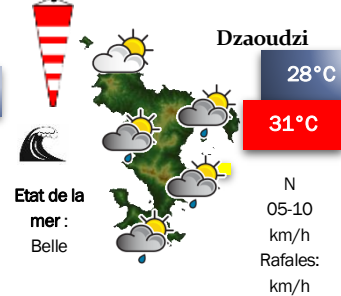 Dzaoudzi
28°C
31°C
Etat de la
mer :
Belle
N
05-10
km/h
Rafales:
km/h